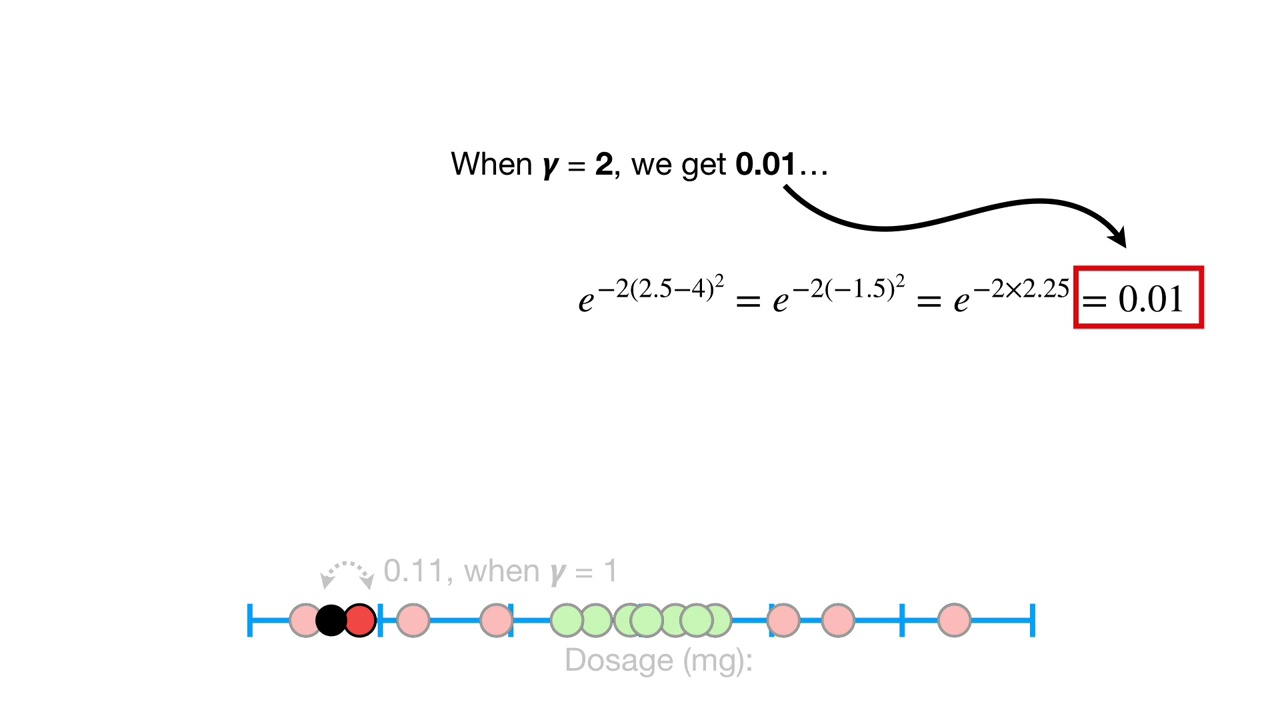 When γ = 2, we get 0.01…
e^{−2(2.5−4)^2} = e^{−2(−1.5)^2} = e^{−2×2.25} = 0.01
0.11, when γ = 1
Dosage (mg):